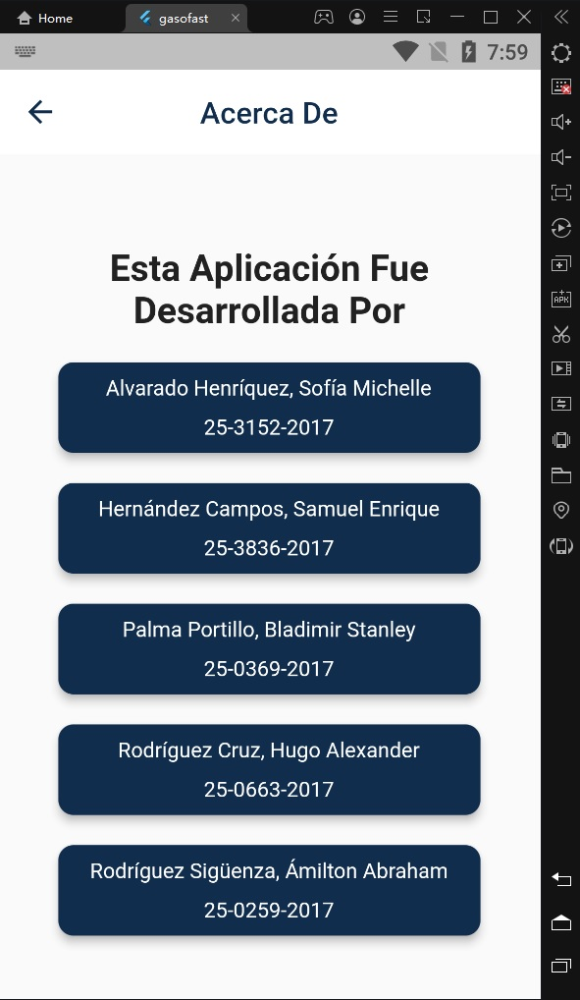 Home
gasofast
7:59
Acerca De
Esta Aplicación Fue
Desarrollada Por
Alvarado Henríquez, Sofía Michelle
25-3152-2017
Hernández Campos, Samuel Enrique
25-3836-2017
Palma Portillo, Bladimir Stanley
25-0369-2017
Rodríguez Cruz, Hugo Alexander
25-0663-2017
Rodríguez Sigüenza, Ámilton Abraham
25-0259-2017
APK